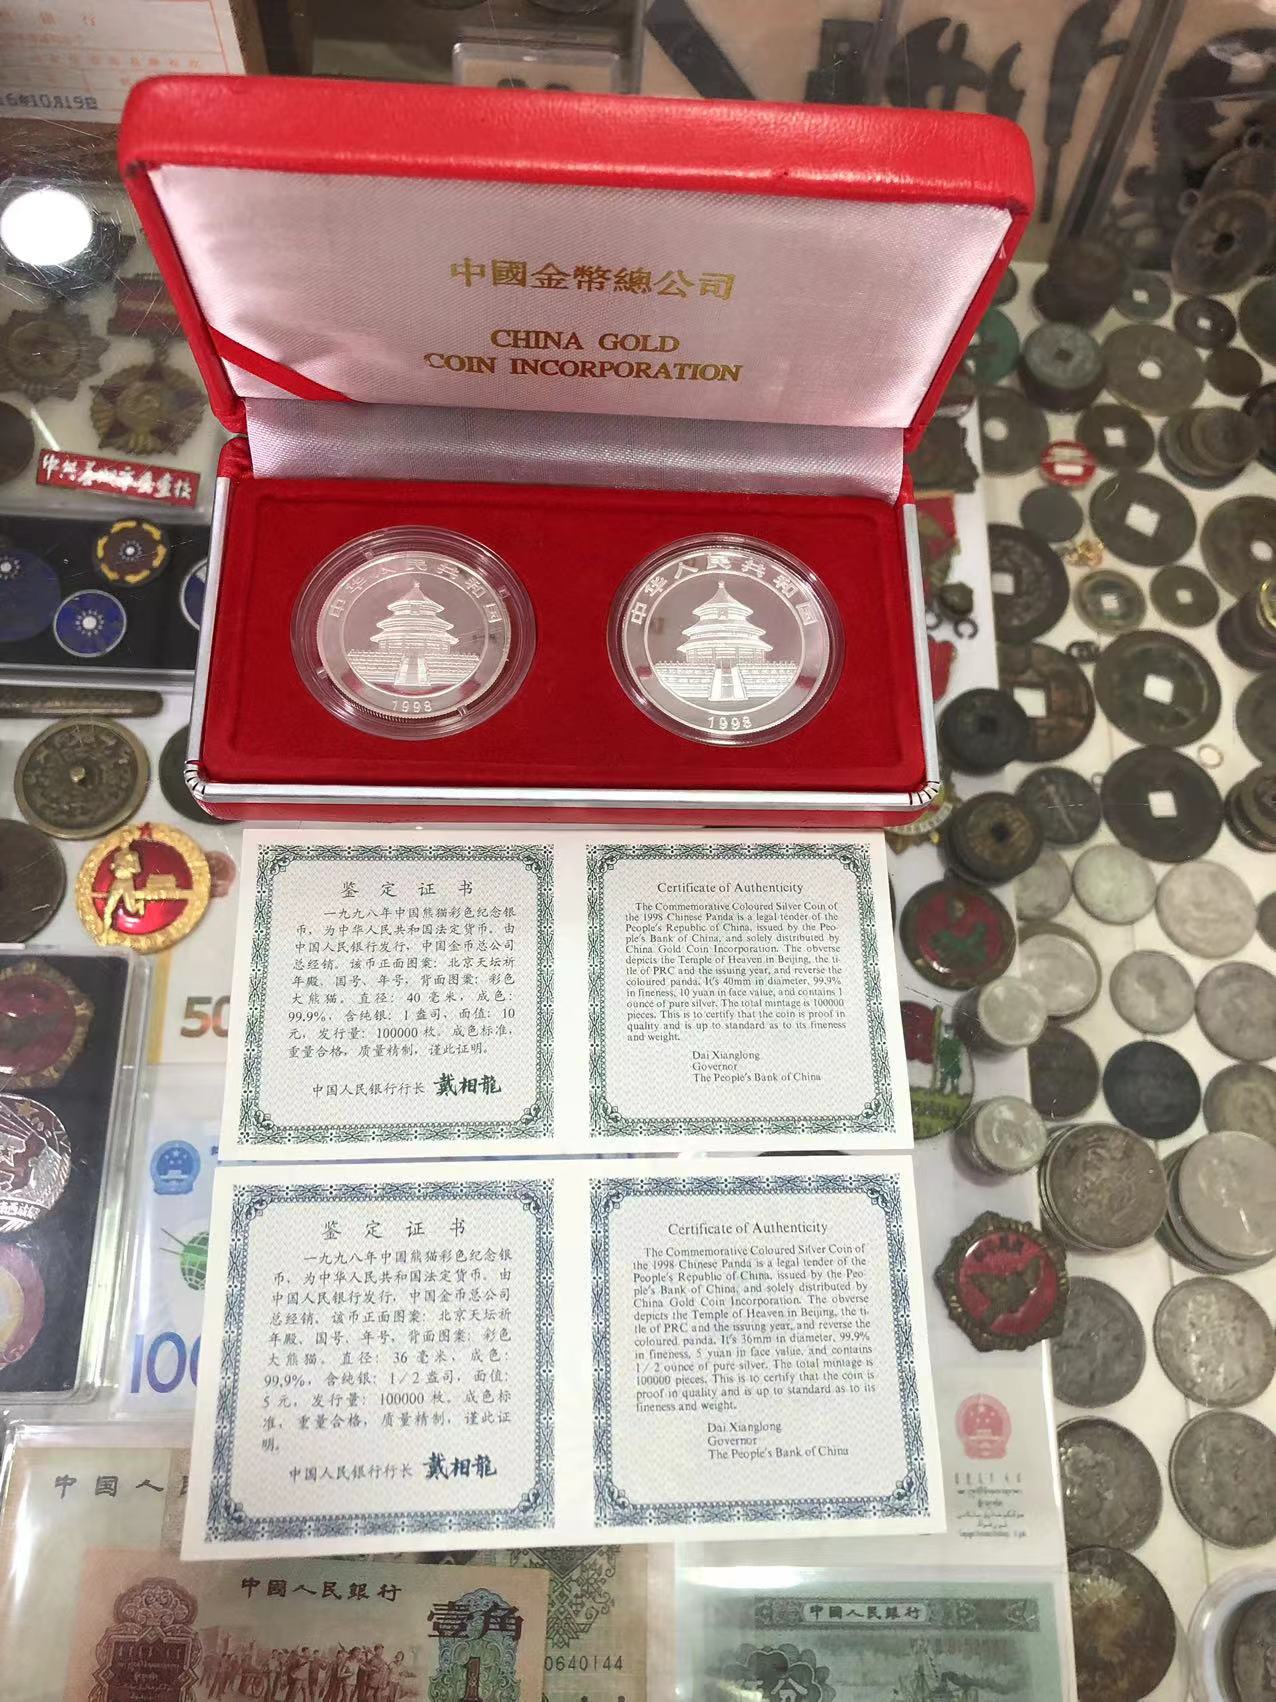 6年10月19日
中國金幣總公司
CHINA GOLD
COIN INCORPORATION
中华人民共和国
1998
中华人民共和国
1998
鉴定证书
一九九八年中国熊猫彩色纪念银
币，为中华人民共和国法定货币。由
中国人民银行发行，中国金币总公司
总经销。该币正面图案：北京天坛祈
年殿、国号、年号，背面图案：彩色
大熊猫。直径：40毫米，成色：
99.9%，含纯银：1盎司，面值：10
元，发行量：100000枚。成色标准，
重量合格，质量精制，谨此证明。
中国人民银行行长 戴相龍
Certificate of Authenticity
The Commemorative Coloured Silver Coin of
the 1998 Chinese Panda is a legal tender of the
People's Republic of China, issued by the Peo-
ple's Bank of China, and solely distributed by
China Gold Coin Incorporation. The obverse
depicts the Temple of Heaven in Beijing, the ti-
tle of PRC and the issuing year, and reverse the
coloured panda. It's 40mm in diameter, 99.9%
in fineness, 10 yuan in face value, and contains 1
ounce of pure silver. The total mintage is 100000
pieces. This is to certify that the coin is proof in
quality and is up to standard as to its fineness
and weight.
Dai Xianglong
Governor
The People's Bank of China
鉴定证书
一九九八年中国熊猫彩色纪念银
币，为中华人民共和国法定货币。由
中国人民银行发行，中国金币总公司
总经销。该币正面图案：北京天坛祈
年殿、国号、年号，背面图案：彩色
大熊猫。直径：36毫米，成色：
99.9%，含纯银：1/2盎司，面值：
5元，发行量：100000枚。成色标
准，重量合格，质量精制，谨此证
明。
中国人民银行行长 戴相龍
Certificate of Authenticity
The Commemorative Coloured Silver Coin of
the 1998 Chinese Panda is a legal tender of the
People's Republic of China, issued by the Peo-
ple's Bank of China, and solely distributed by
China Gold Coin Incorporation. The obverse
depicts the Temple of Heaven in Beijing, the ti-
tle of PRC and the issuing year, and reverse the
coloured panda. It's 36mm in diameter, 99.9%
in fineness, 5 yuan in face value, and contains
1/2 ounce of pure silver. The total mintage is
100000 pieces. This is to certify that the coin is
proof in quality and is up to standard as to its
fineness and weight.
Dai Xianglong
Governor
The People's Bank of China
50
100
中国人
中國人民銀行
壹角
1
0640144
中國人民銀行
伍分